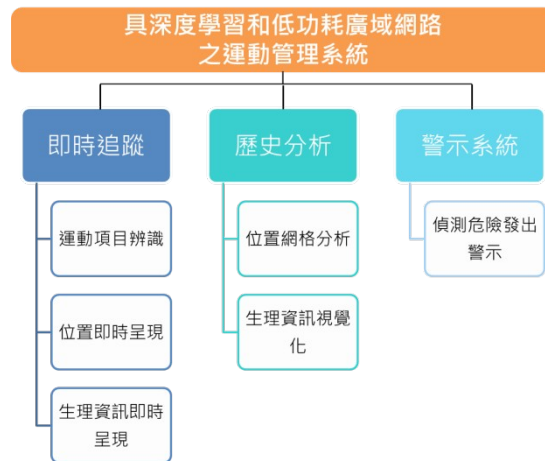 具深度學習和低功耗廣域網路
之運動管理系統
即時追蹤
歷史分析
警示系統
運動項目辨識
位置即時呈現
生理資訊即時
呈現
位置網格分析
生理資訊視覺
化
偵測危險發出
警示